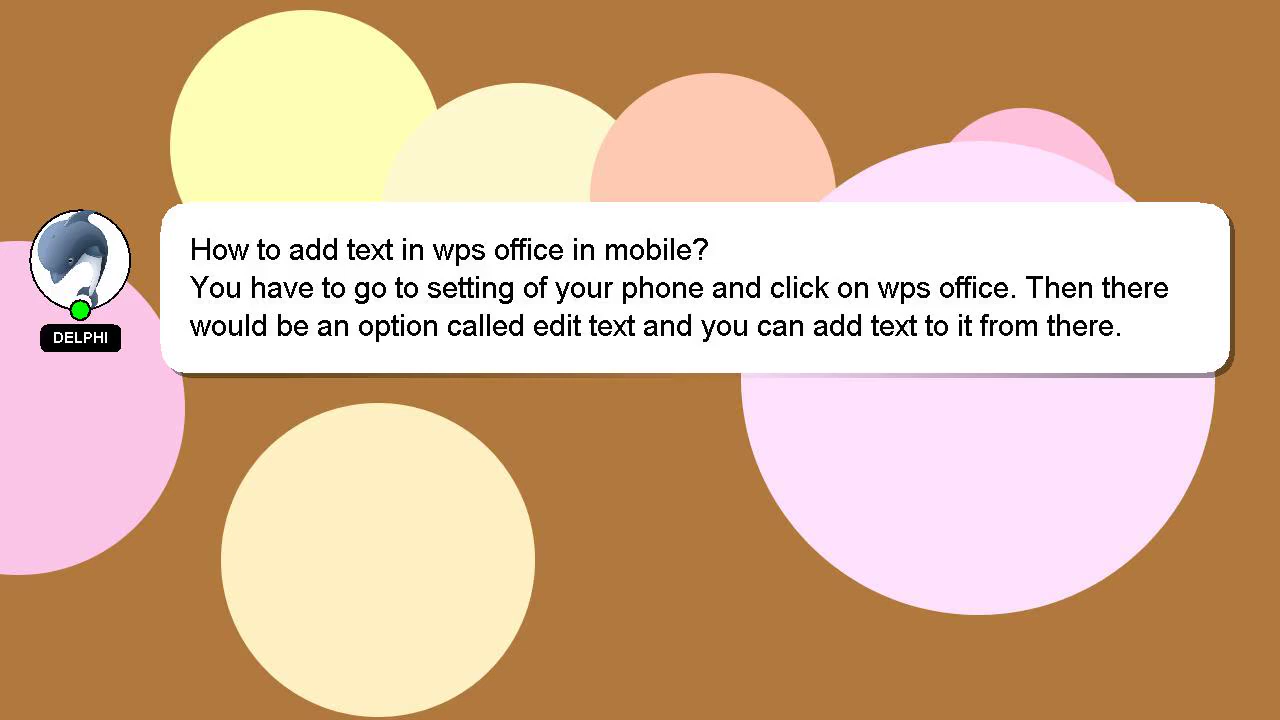 How to add text in wps office in mobile?
You have to go to setting of your phone and click on wps office. Then there
would be an option called edit text and you can add text to it from there.
DELPHI